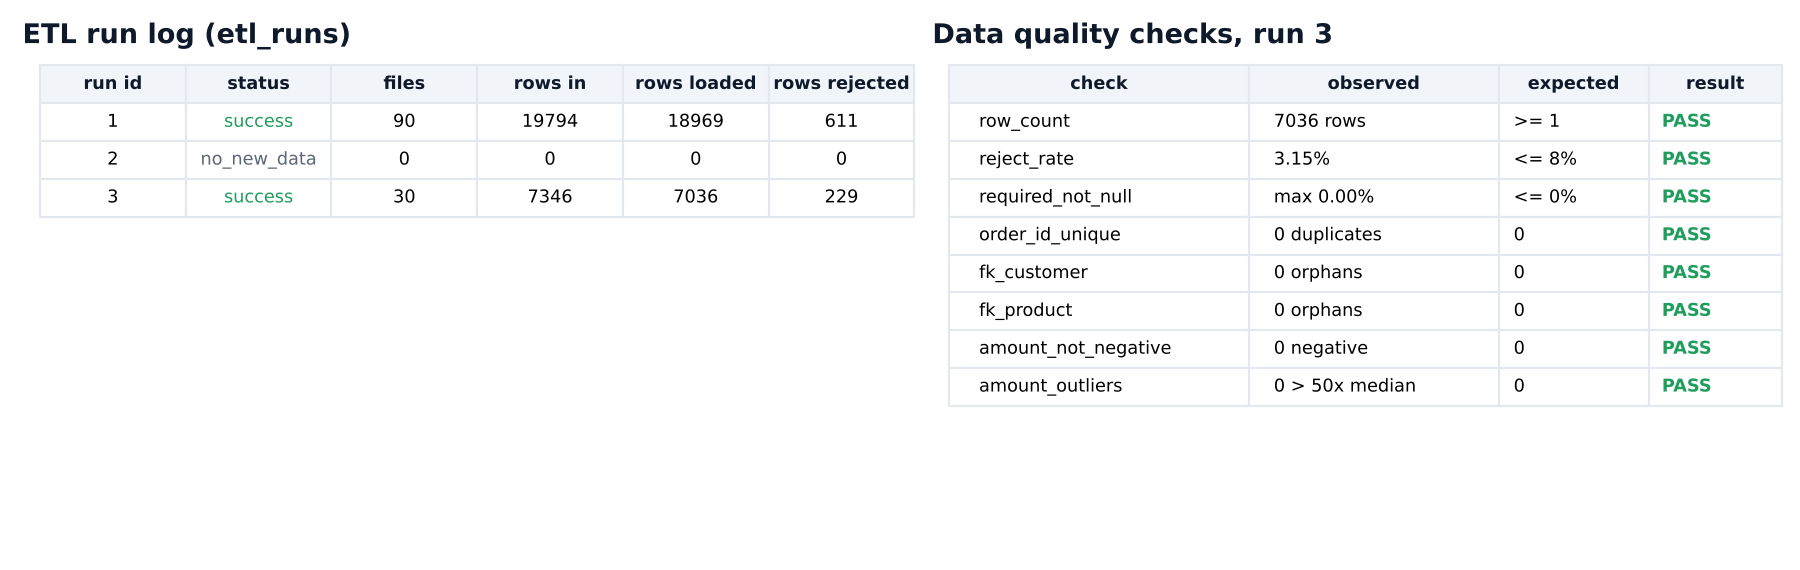 ETL run log (etl_runs)
run id status files rows in rows loaded rows rejected
1 success 90 19794 18969 611
2 no_new_data 0 0 0 0
3 success 30 7346 7036 229
Data quality checks, run 3
check observed expected result
row_count 7036 rows >= 1 PASS
reject_rate 3.15% <= 8% PASS
required_not_null max 0.00% <= 0% PASS
order_id_unique 0 duplicates 0 PASS
fk_customer 0 orphans 0 PASS
fk_product 0 orphans 0 PASS
amount_not_negative 0 negative 0 PASS
amount_outliers 0 > 50x median 0 PASS